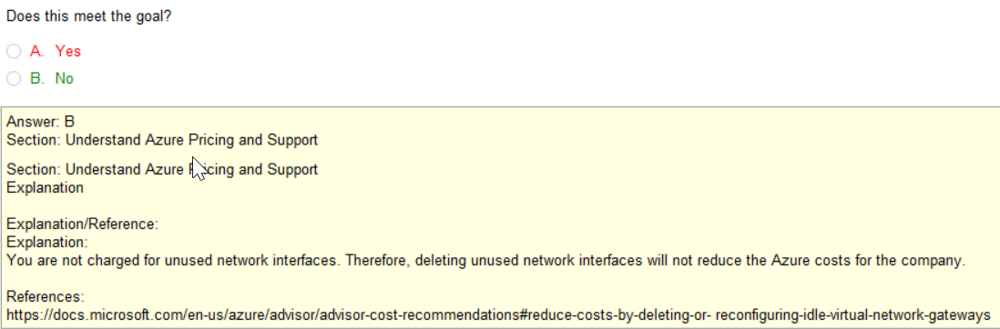 Does this meet the goal?
A. Yes
B. No
Answer: B
Section: Understand Azure Pricing and Support
Section: Understand Azure Pricing and Support
Explanation
Explanation/Reference:
Explanation:
You are not charged for unused network interfaces. Therefore, deleting unused network interfaces will not reduce the Azure costs for the company.
References:
https://docs.microsoft.com/en-us/azure/advisor/advisor-cost-recommendations#reduce-costs-by-deleting-or- reconfiguring-idle-virtual-network-gateways